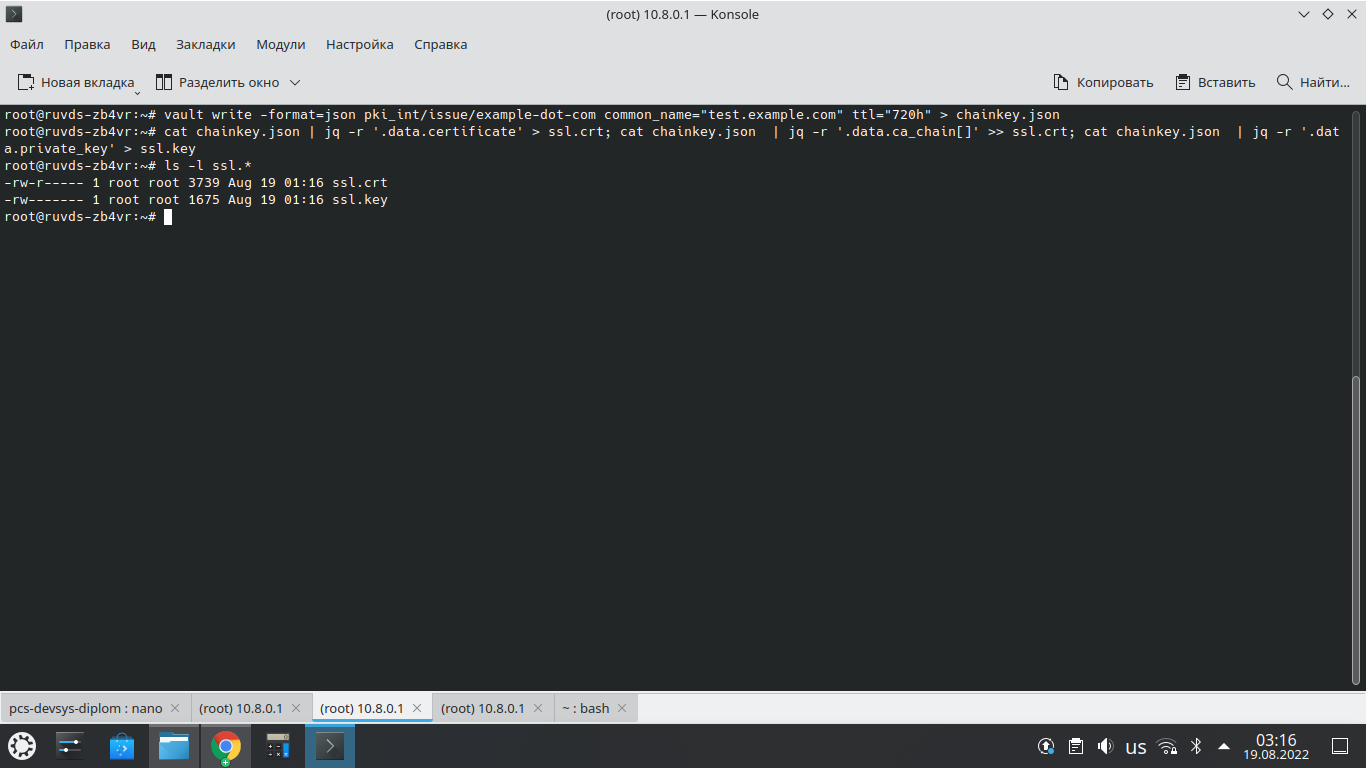 (root) 10.8.0.1 — Konsole
Файл Правка Вид Закладки Модули Настройка Справка
Новая вкладка Разделить окно Копировать Вставить Найти...
root@ruvds-zb4vr:~# vault write -format=json pki_int/issue/example-dot-com common_name="test.example.com" ttl="720h" > chainkey.json
root@ruvds-zb4vr:~# cat chainkey.json | jq -r '.data.certificate' > ssl.crt; cat chainkey.json  | jq -r '.data.ca_chain[]' >> ssl.crt; cat chainkey.json  | jq -r '.dat
a.private_key' > ssl.key
root@ruvds-zb4vr:~# ls -l ssl.*
-rw-r----- 1 root root 3739 Aug 19 01:16 ssl.crt
-rw------- 1 root root 1675 Aug 19 01:16 ssl.key
root@ruvds-zb4vr:~#
pcs-devsys-diplom : nano (root) 10.8.0.1 (root) 10.8.0.1 (root) 10.8.0.1 ~ : bash
us 03:16
19.08.2022